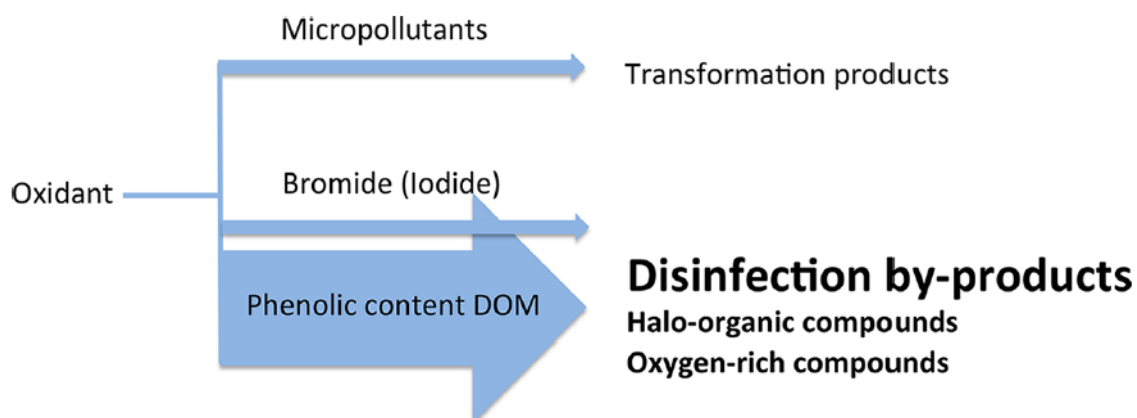 Micropollutants
Transformation products
Oxidant
Bromide (Iodide)
Disinfection by-products
Phenolic content DOM
Halo-organic compounds
Oxygen-rich compounds